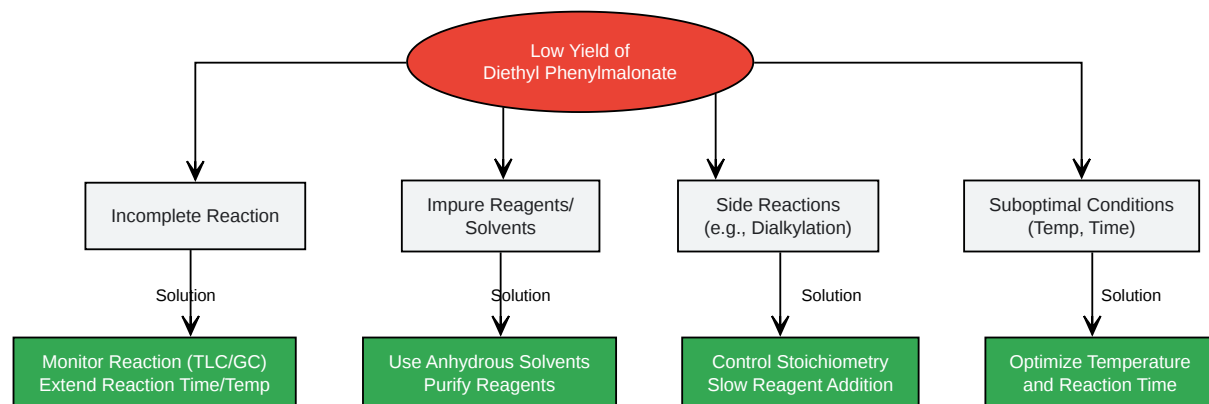 Low Yield of
Diethyl Phenylmalonate
Incomplete Reaction
Impure Reagents/
Solvents
Side Reactions
(e.g., Dialkylation)
Suboptimal Conditions
(Temp, Time)
Solution
Solution
Solution
Solution
Monitor Reaction (TLC/GC)
Extend Reaction Time/Temp
Use Anhydrous Solvents
Purify Reagents
Control Stoichiometry
Slow Reagent Addition
Optimize Temperature
and Reaction Time